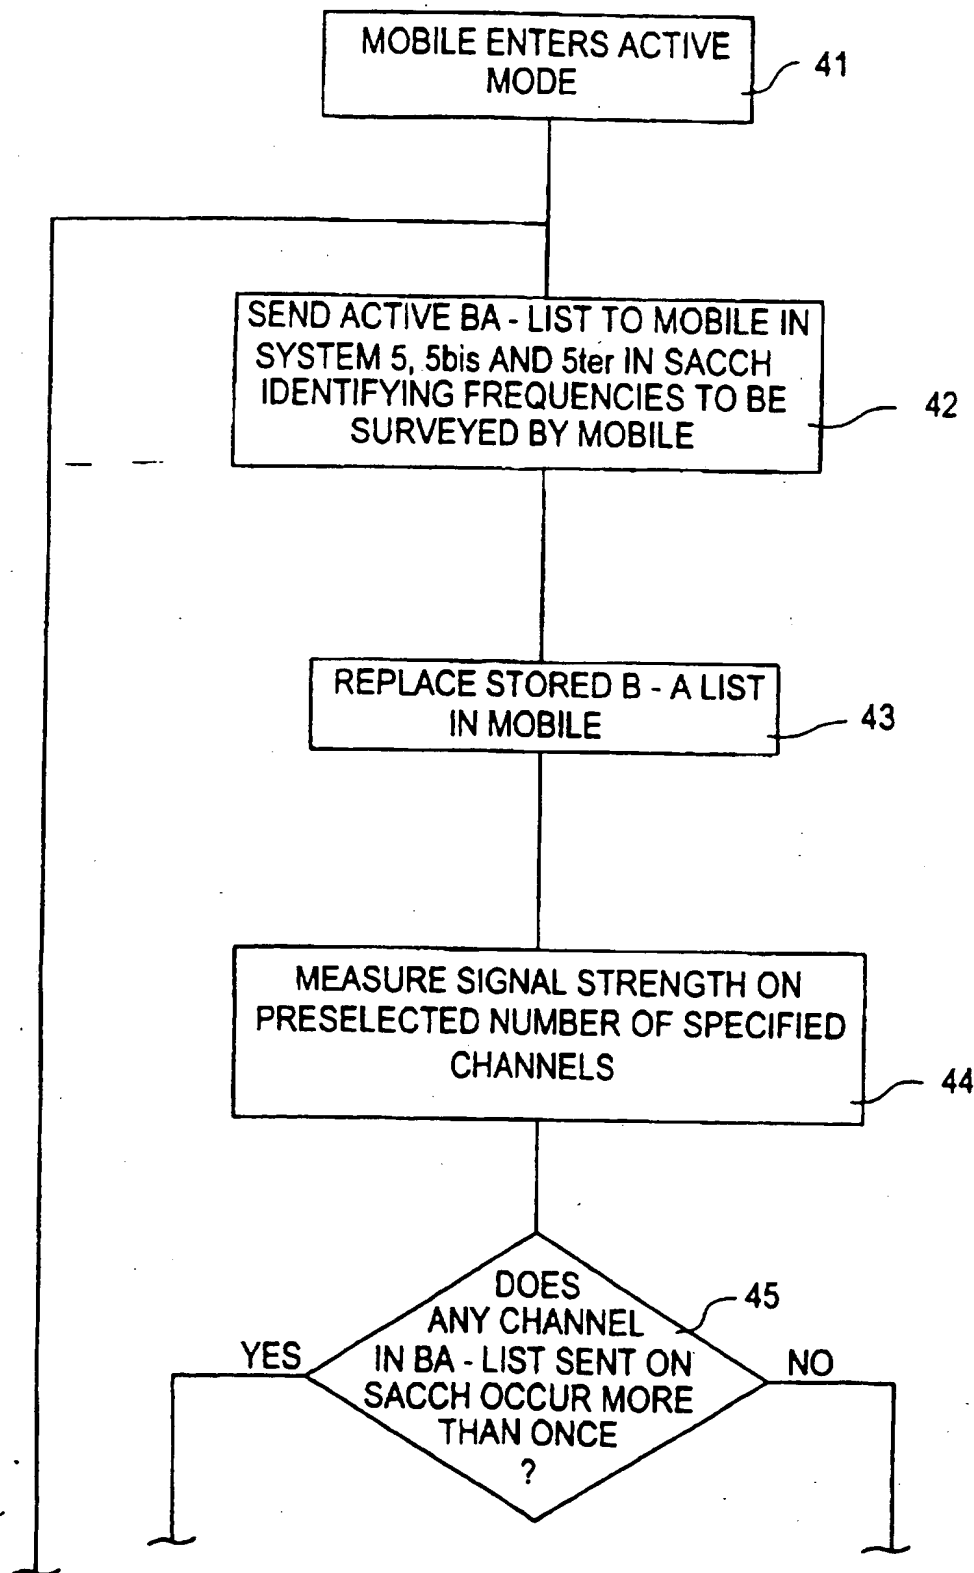 MOBILE ENTERS ACTIVE
MODE
41
SEND ACTIVE BA - LIST TO MOBILE IN
SYSTEM 5, 5bis AND 5ter IN SACCH
IDENTIFYING FREQUENCIES TO BE
SURVEYED BY MOBILE
42
REPLACE STORED B - A LIST
IN MOBILE
43
MEASURE SIGNAL STRENGTH ON
PRESELECTED NUMBER OF SPECIFIED
CHANNELS
44
DOES
ANY CHANNEL
IN BA - LIST SENT ON
SACCH OCCUR MORE
THAN ONCE
?
45
YES
NO